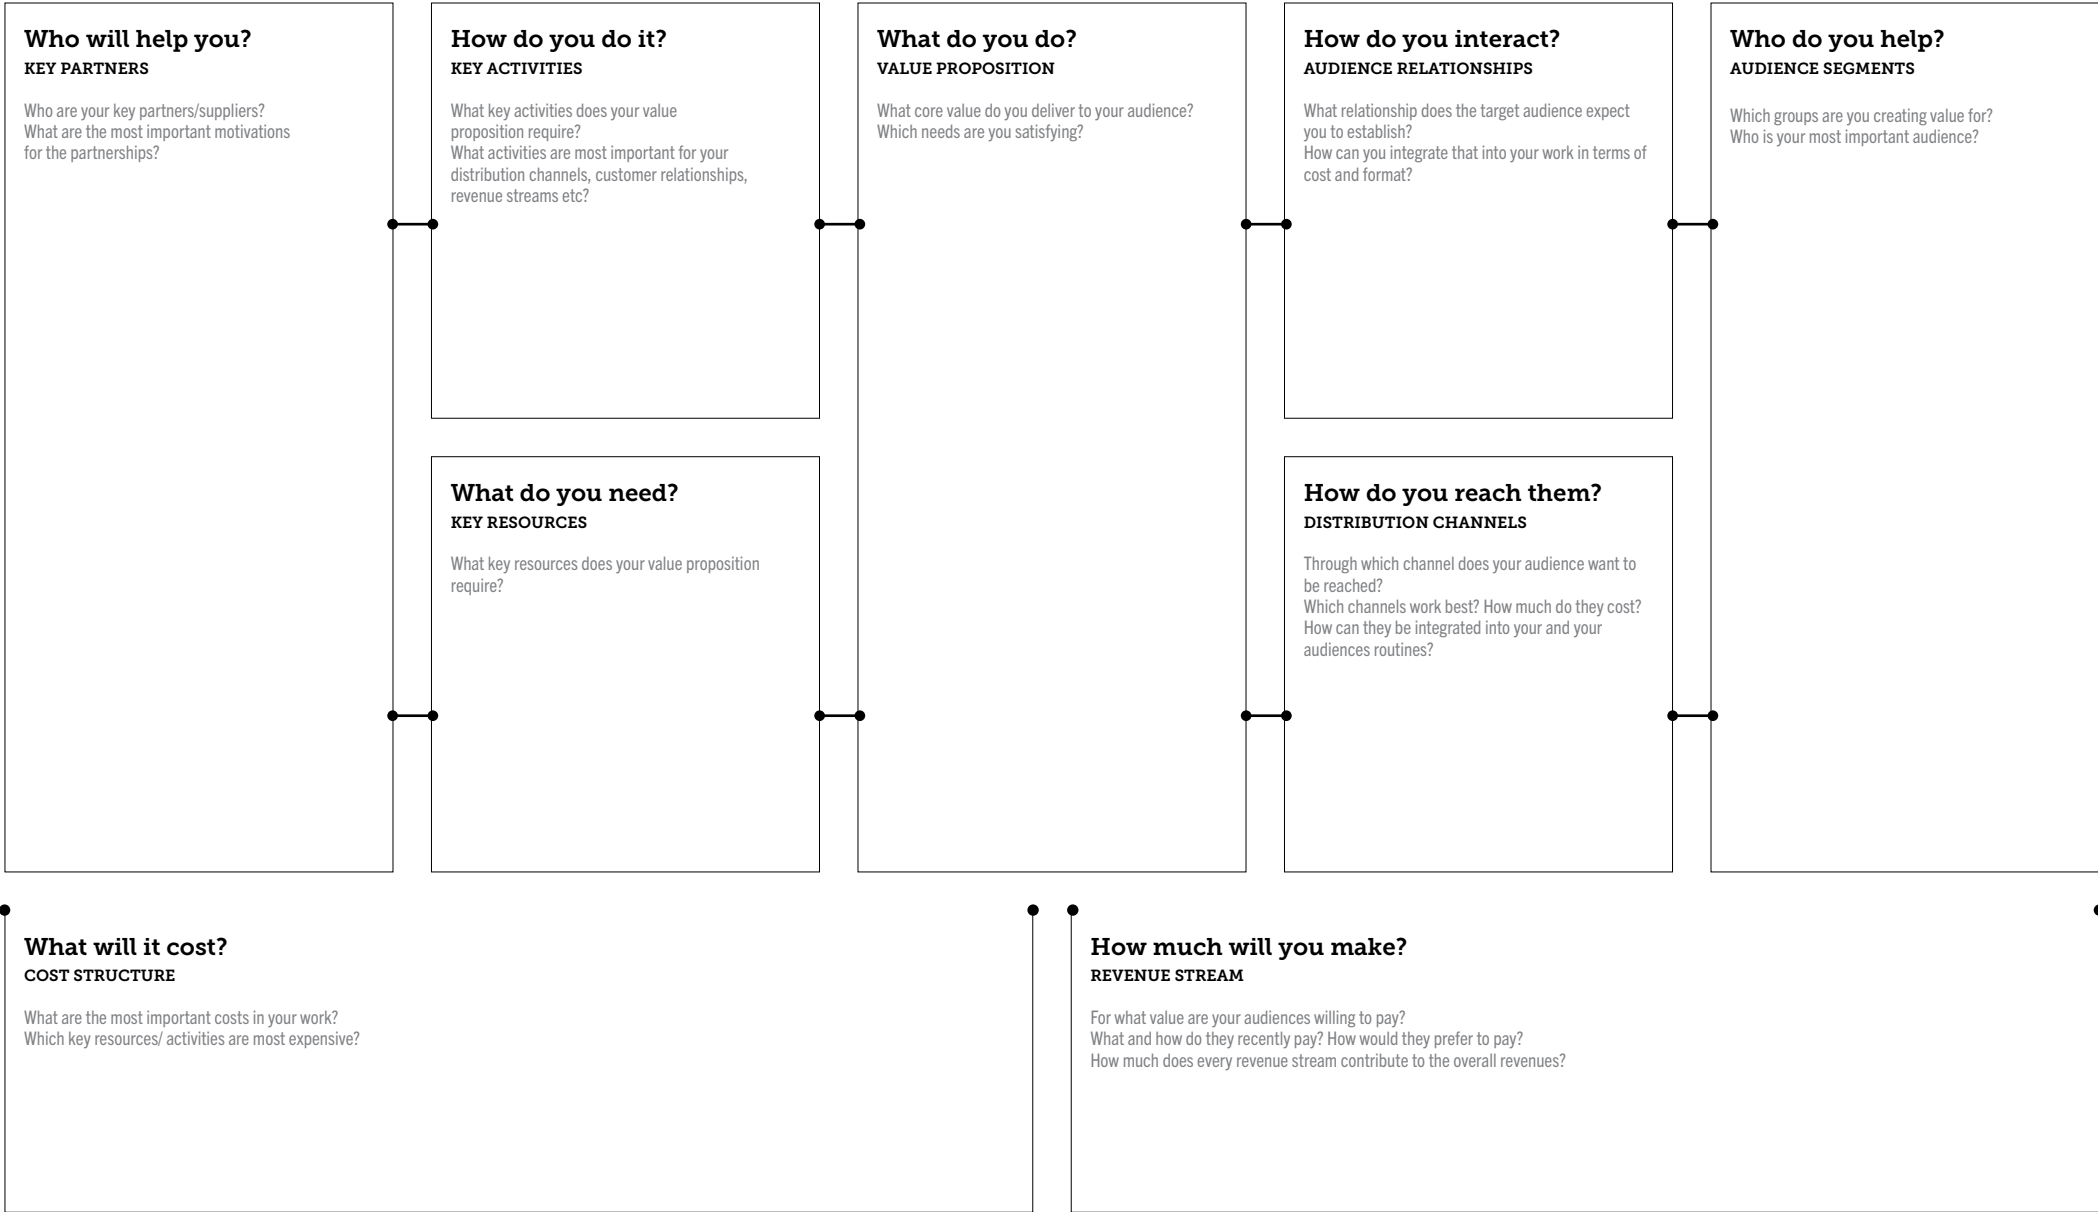 Who will help you?
KEY PARTNERS
Who are your key partners/suppliers?
What are the most important motivations
for the partnerships?
How do you do it?
KEY ACTIVITIES
What key activities does your value
proposition require?
What activities are most important for your
distribution channels, customer relationships,
revenue streams etc?
What do you need?
KEY RESOURCES
What key resources does your value proposition
require?
What do you do?
VALUE PROPOSITION
What core value do you deliver to your audience?
Which needs are you satisfying?
How do you interact?
AUDIENCE RELATIONSHIPS
What relationship does the target audience expect
you to establish?
How can you integrate that into your work in terms of
cost and format?
How do you reach them?
DISTRIBUTION CHANNELS
Through which channel does your audience want to
be reached?
Which channels work best? How much do they cost?
How can they be integrated into your and your
audiences routines?
Who do you help?
AUDIENCE SEGMENTS
Which groups are you creating value for?
Who is your most important audience?
What will it cost?
COST STRUCTURE
What are the most important costs in your work?
Which key resources/ activities are most expensive?
How much will you make?
REVENUE STREAM
For what value are your audiences willing to pay?
What and how do they recently pay? How would they prefer to pay?
How much does every revenue stream contribute to the overall revenues?